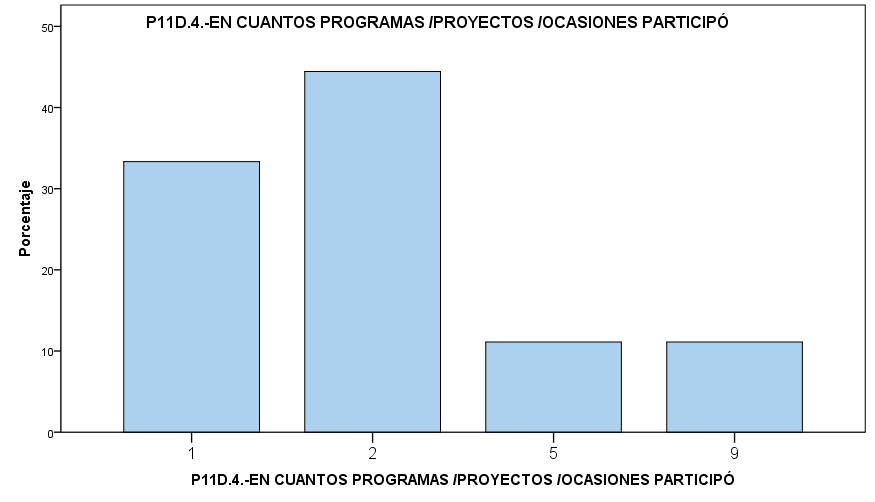 P11D.4.-EN CUANTOS PROGRAMAS /PROYECTOS /OCASIONES PARTICIPÓ
50
40
30
20
10
0
Porcentaje
1 2 5 9
P11D.4.-EN CUANTOS PROGRAMAS /PROYECTOS /OCASIONES PARTICIPÓ